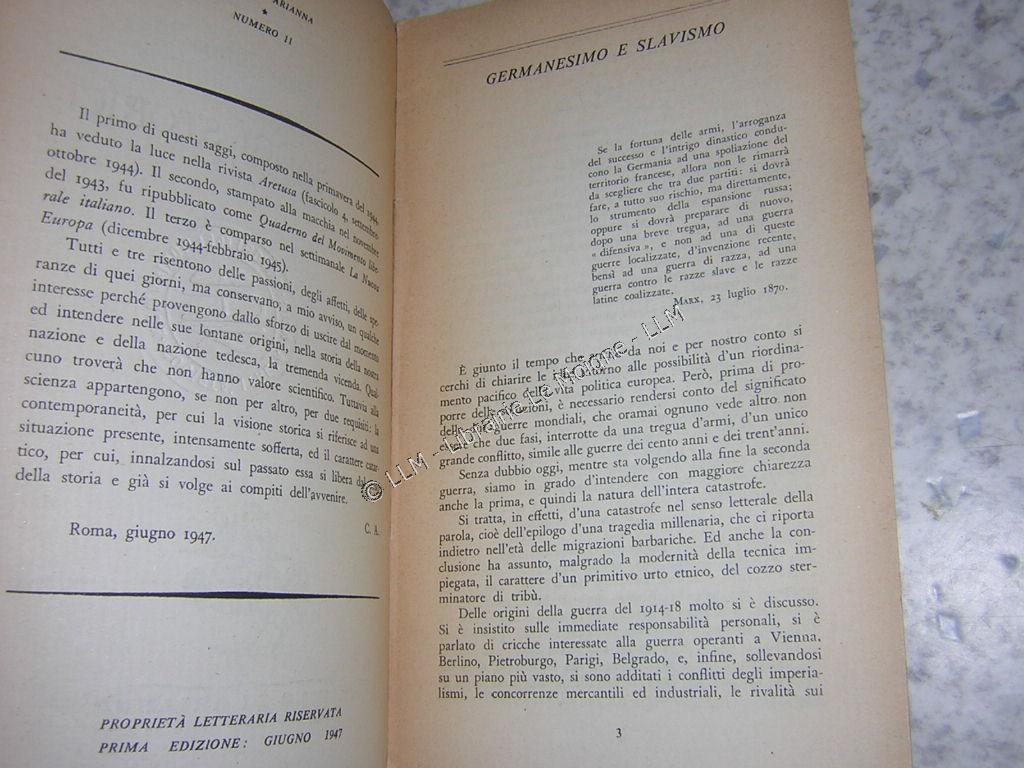 ARIANNA
★
NUMERO 11
Il primo di questi saggi, composto nella primavera del 1944,
ha veduto la luce nella rivista Aretusa (fascicolo 4, settembre-
ottobre 1944). Il secondo, stampato alla macchia nel novembre
del 1943, fu ripubblicato come Quaderno del Movimento libe-
rale italiano. Il terzo è comparso nel settimanale La Nuova
Europa (dicembre 1944-febbraio 1945).
Tutti e tre risentono delle passioni, degli affetti, delle spe-
ranze di quei giorni, ma conservano, a mio avviso, un qualche
interesse perché provengono dallo sforzo di uscire dal momento
ed intendere nelle sue lontane origini, nella storia della nostra
nazione e della nazione tedesca, la tremenda vicenda. Qual-
cuno troverà che non hanno valore scientifico. Tuttavia alla
scienza appartengono, se non per altro, per due requisiti: la
contemporaneità, per cui la visione storica si riferisce ad una
situazione presente, intensamente sofferta, ed il carattere catar-
tico, per cui, innalzandosi sul passato essa si libera dal
della storia e già si volge ai compiti dell'avvenire.
C. A.
Roma, giugno 1947.
PROPRIETÀ LETTERARIA RISERVATA
PRIMA EDIZIONE: GIUGNO 1947
GERMANESIMO E SLAVISMO
Se la fortuna delle armi, l'arroganza
del successo e l'intrigo dinastico condu-
cono la Germania ad una spoliazione del
territorio francese, allora non le rimarrà
da scegliere che tra due partiti: si dovrà
fare, a tutto suo rischio, ma direttamente,
lo strumento della espansione russa;
oppure si dovrà preparare di nuovo,
dopo una breve tregua, ad una guerra
« difensiva », e non ad una di queste
guerre localizzate, d'invenzione recente,
bensì ad una guerra di razza, ad una
guerra contro le razze slave e le razze
latine coalizzate.
MARX, 23 luglio 1870.
È giunto il tempo che da noi e per nostro conto si
cerchi di chiarire le intorno alle possibilità d'un riordina-
mento pacifico della vita politica europea. Però, prima di pro-
porre delle soluzioni, è necessario rendersi conto del significato
delle guerre mondiali, che oramai ognuno vede altro non
essere che due fasi, interrotte da una tregua d'armi, d'un unico
grande conflitto, simile alle guerre dei cento anni e dei trent'anni.
Senza dubbio oggi, mentre sta volgendo alla fine la seconda
guerra, siamo in grado d'intendere con maggiore chiarezza
anche la prima, e quindi la natura dell'intera catastrofe.
Si tratta, in effetti, d'una catastrofe nel senso letterale della
parola, cioè dell'epilogo d'una tragedia millenaria, che ci riporta
indietro nell'età delle migrazioni barbariche. Ed anche la con-
clusione ha assunto, malgrado la modernità della tecnica im-
piegata, il carattere d'un primitivo urto etnico, del cozzo ster-
minatore di tribù.
Delle origini della guerra del 1914-18 molto si è discusso.
Si è insistito sulle immediate responsabilità personali, si è
parlato di cricche interessate alla guerra operanti a Vienna,
Berlino, Pietroburgo, Parigi, Belgrado, e, infine, sollevandosi
su un piano più vasto, si sono additati i conflitti degli imperia-
lismi, le concorrenze mercantili ed industriali, le rivalità sui
3
© LLM - Librairie Le Moione - LLM